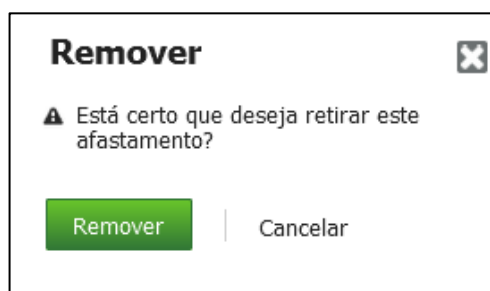 Remover
Está certo que deseja retirar este
afastamento?
Remover
Cancelar